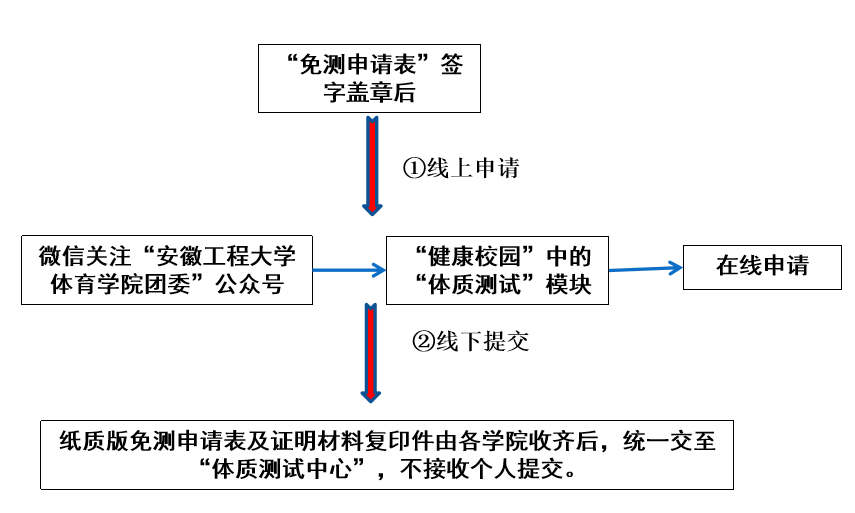 “免测申请表”签
字盖章后
①线上申请
微信关注“安徽工程大学
体育学院团委”公众号
“健康校园”中的
“体质测试”模块
在线申请
②线下提交
纸质版免测申请表及证明材料复印件由各学院收齐后，统一交至
“体质测试中心”，不接收个人提交。